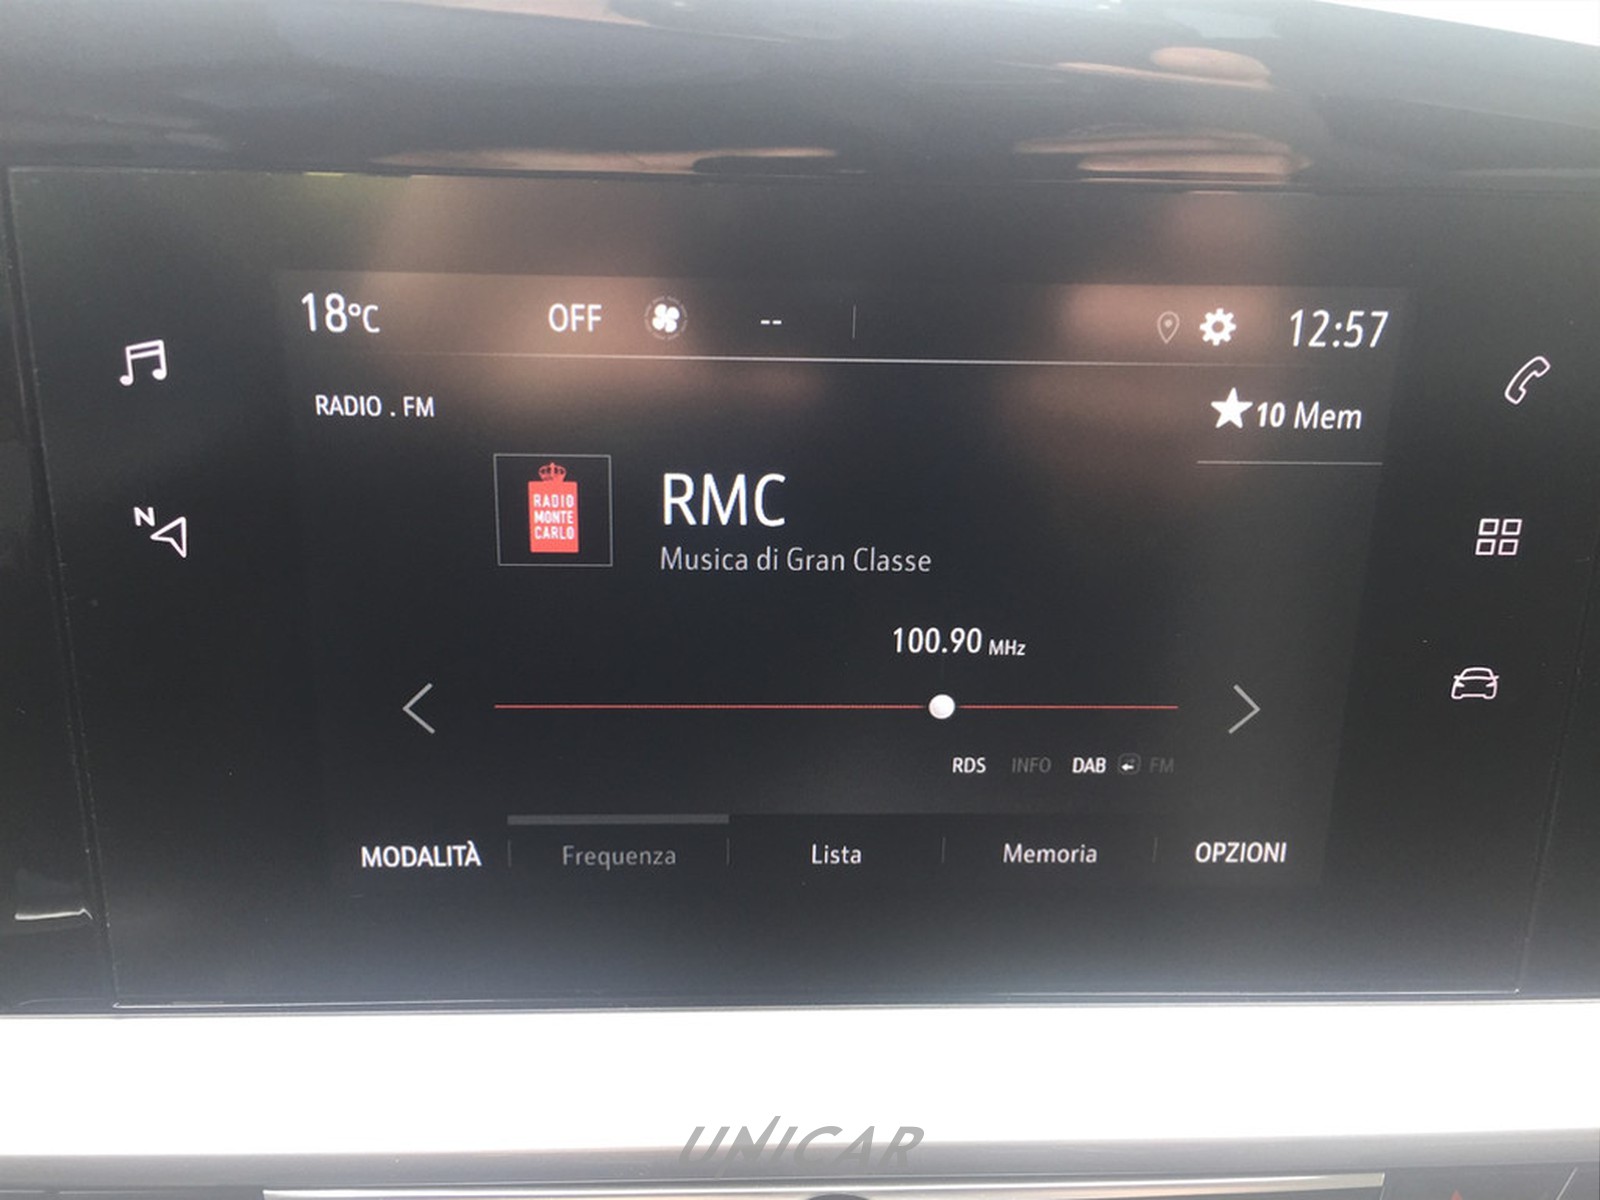 18°C OFF -- 12:57
RADIO . FM
10 Mem
RADIO
MONTE
CARLO
RMC
Musica di Gran Classe
N
100.90 MHz
RDS INFO DAB FM
MODALITÀ Frequenza Lista Memoria OPZIONI
UNICAR